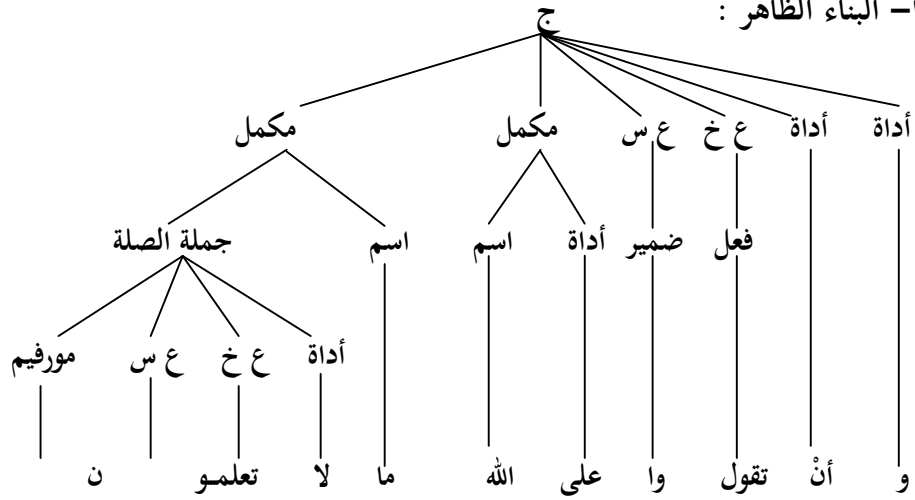 ا– البناء الظاهر :
ج
أداة أداة ع خ ع س مكمل مكمل
فعل ضمير أداة اسم اسم جملة الصلة
أداة ع خ ع س مورفيم
و أنْ تقول وا على الله ما لا تعلمـو ن